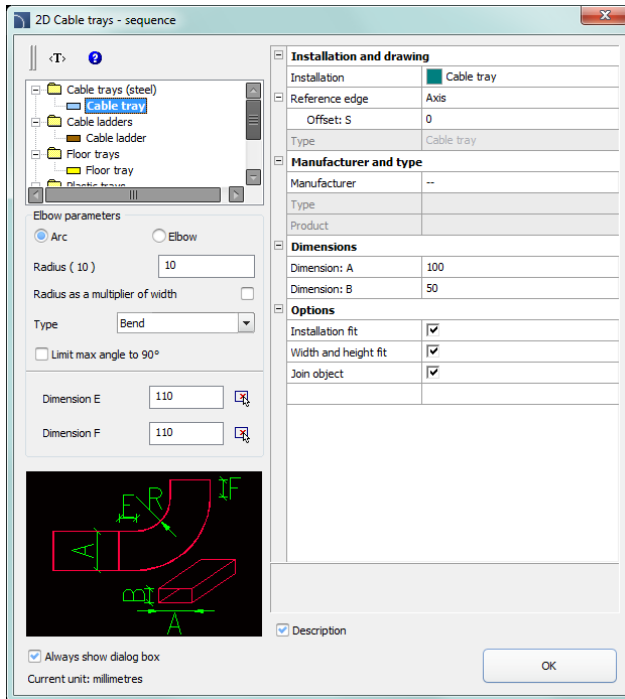 2D Cable trays - sequence
<T>
Cable trays (steel)
Cable tray
Cable ladders
Cable ladder
Floor trays
Floor tray
Plastic trays
Elbow parameters
Arc
Elbow
Radius ( 10 )
10
Radius as a multiplier of width
Type
Bend
Limit max angle to 90°
Dimension E
110
Dimension F
110
E
R
F
A
B
A
Always show dialog box
Current unit: millimetres
Installation and drawing
Installation
Cable tray
Reference edge
Axis
Offset: S
0
Type
Cable tray
Manufacturer and type
Manufacturer
--
Type
Product
Dimensions
Dimension: A
100
Dimension: B
50
Options
Installation fit
Width and height fit
Join object
Description
OK